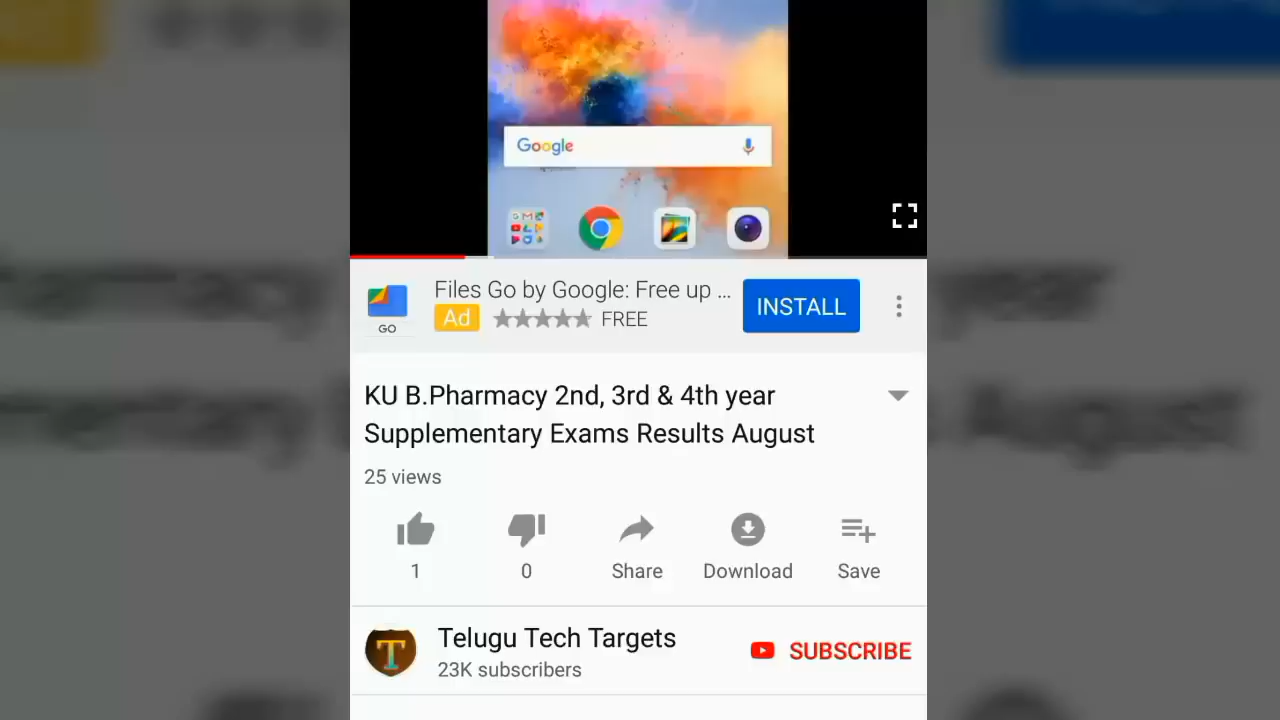 Google
GO
Files Go by Google: Free up ...
Ad
FREE
INSTALL
KU B.Pharmacy 2nd, 3rd & 4th year
Supplementary Exams Results August
25 views
1
0
Share
Download
Save
T
Telugu Tech Targets
23K subscribers
SUBSCRIBE